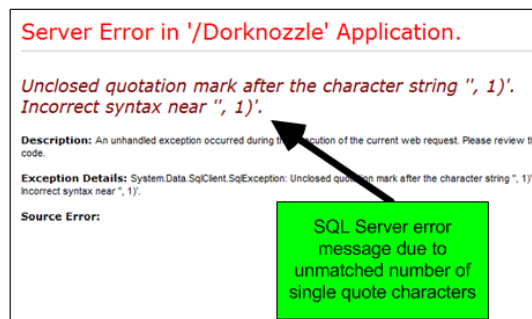 Server Error in '/Dorknozzle' Application.
Unclosed quotation mark after the character string '', 1)'.
Incorrect syntax near '', 1)'.
Description: An unhandled exception occurred during execution of the current web request. Please review th
code.
Exception Details: System.Data.SqlClient.SqlException: Unclosed mark after the character string '', 1)'
Incorrect syntax near '', 1)'.
Source Error:
SQL Server error
message due to
unmatched number of
single quote characters